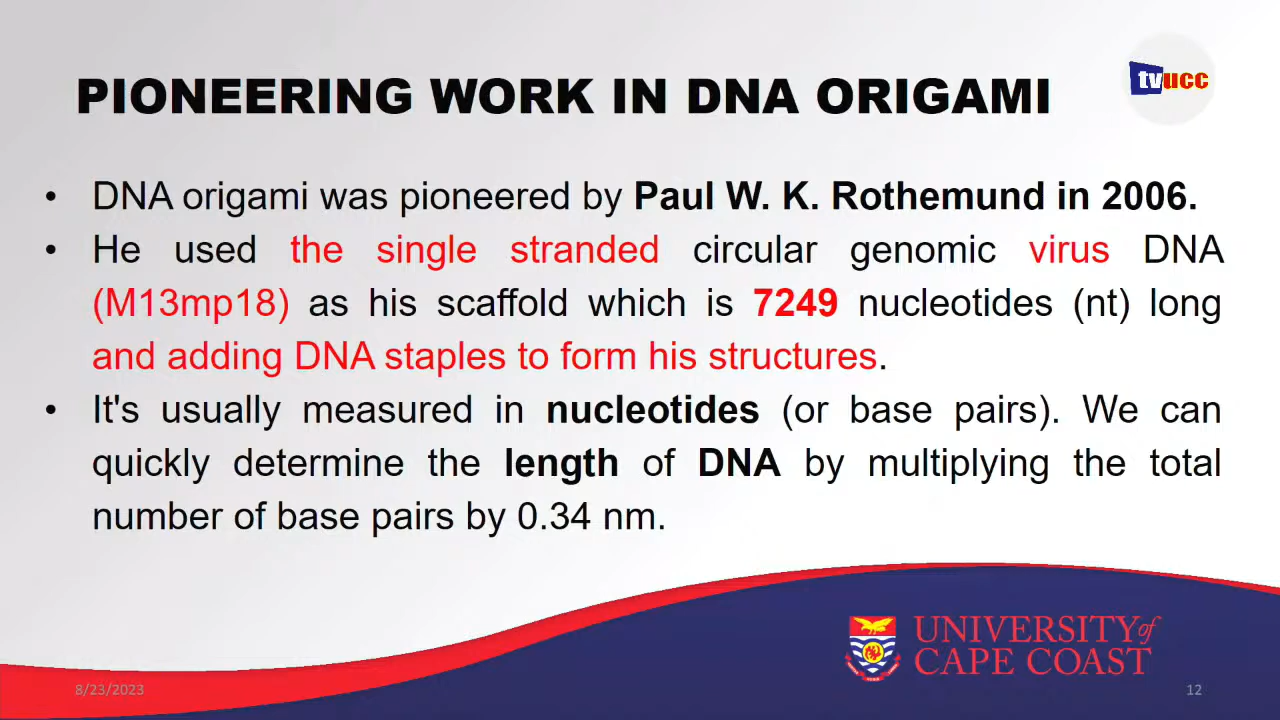 PIONEERING WORK IN DNA ORIGAMI
tvucc
• DNA origami was pioneered by Paul W. K. Rothemund in 2006.
• He used the single stranded circular genomic virus DNA
(M13mp18) as his scaffold which is 7249 nucleotides (nt) long
and adding DNA staples to form his structures.
• It's usually measured in nucleotides (or base pairs). We can
quickly determine the length of DNA by multiplying the total
number of base pairs by 0.34 nm.
UNIVERSITY of
CAPE COAST
8/23/2023
12